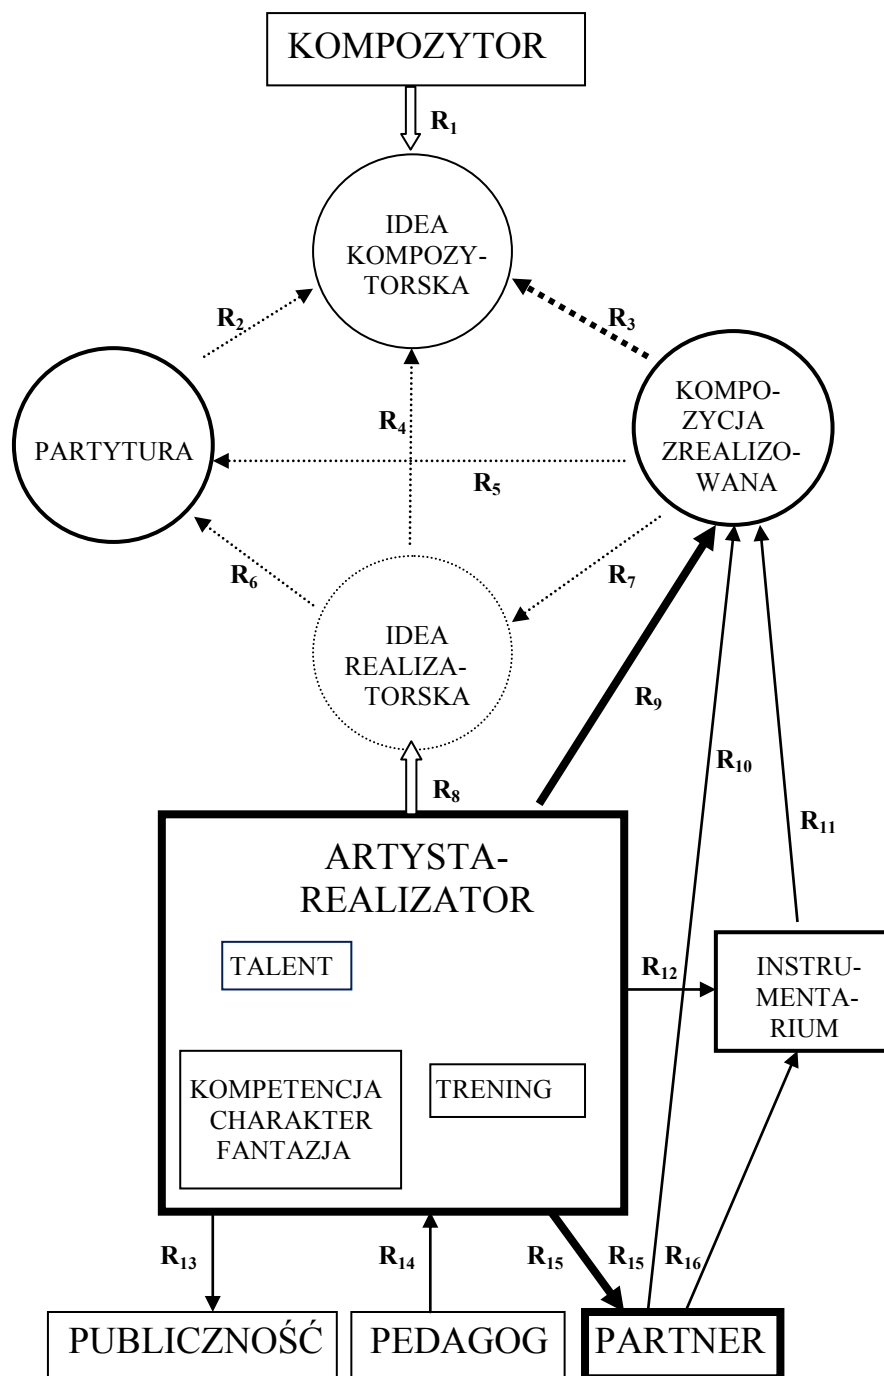 KOMPOZYTOR
R₁
IDEA
KOMPOZY-
TORSKA
R₂
R₃
KOMPO-
ZYCJA
ZREALIZO-
WANA
PARTYTURA
R₄
R₅
R₆
R₇
IDEA
REALIZA-
TORSKA
R₈
R₉
R₁₀
R₁₁
ARTYSTA-
REALIZATOR
TALENT
R₁₂
INSTRU-
MENTA-
RIUM
KOMPETENCJA
CHARAKTER
FANTAZJA
TRENING
R₁₃
R₁₄
R₁₅
R₁₅
R₁₆
PUBLICZNOŚĆ
PEDAGOG
PARTNER